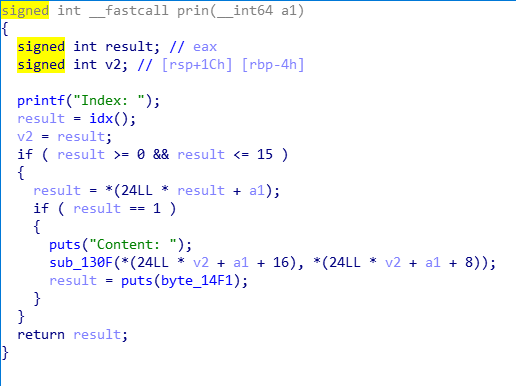 signed int __fastcall prin(__int64 a1)
{
  signed int result; // eax
  signed int v2; // [rsp+1Ch] [rbp-4h]

  printf("Index: ");
  result = idx();
  v2 = result;
  if ( result >= 0 && result <= 15 )
  {
    result = *(24LL * result + a1);
    if ( result == 1 )
    {
      puts("Content: ");
      sub_130F(*(24LL * v2 + a1 + 16), *(24LL * v2 + a1 + 8));
      result = puts(byte_14F1);
    }
  }
  return result;
}